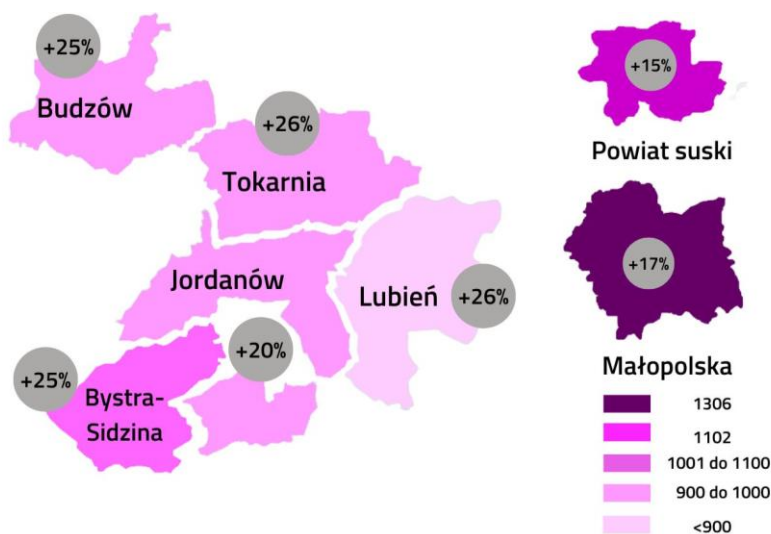 +25%
Budzów
+26%
Tokarnia
Jordanów
Lubień
+26%
+20%
+25%
Bystra-
Sidzina
+15%
Powiat suski
+17%
Małopolska
1306
1102
1001 do 1100
900 do 1000
<900